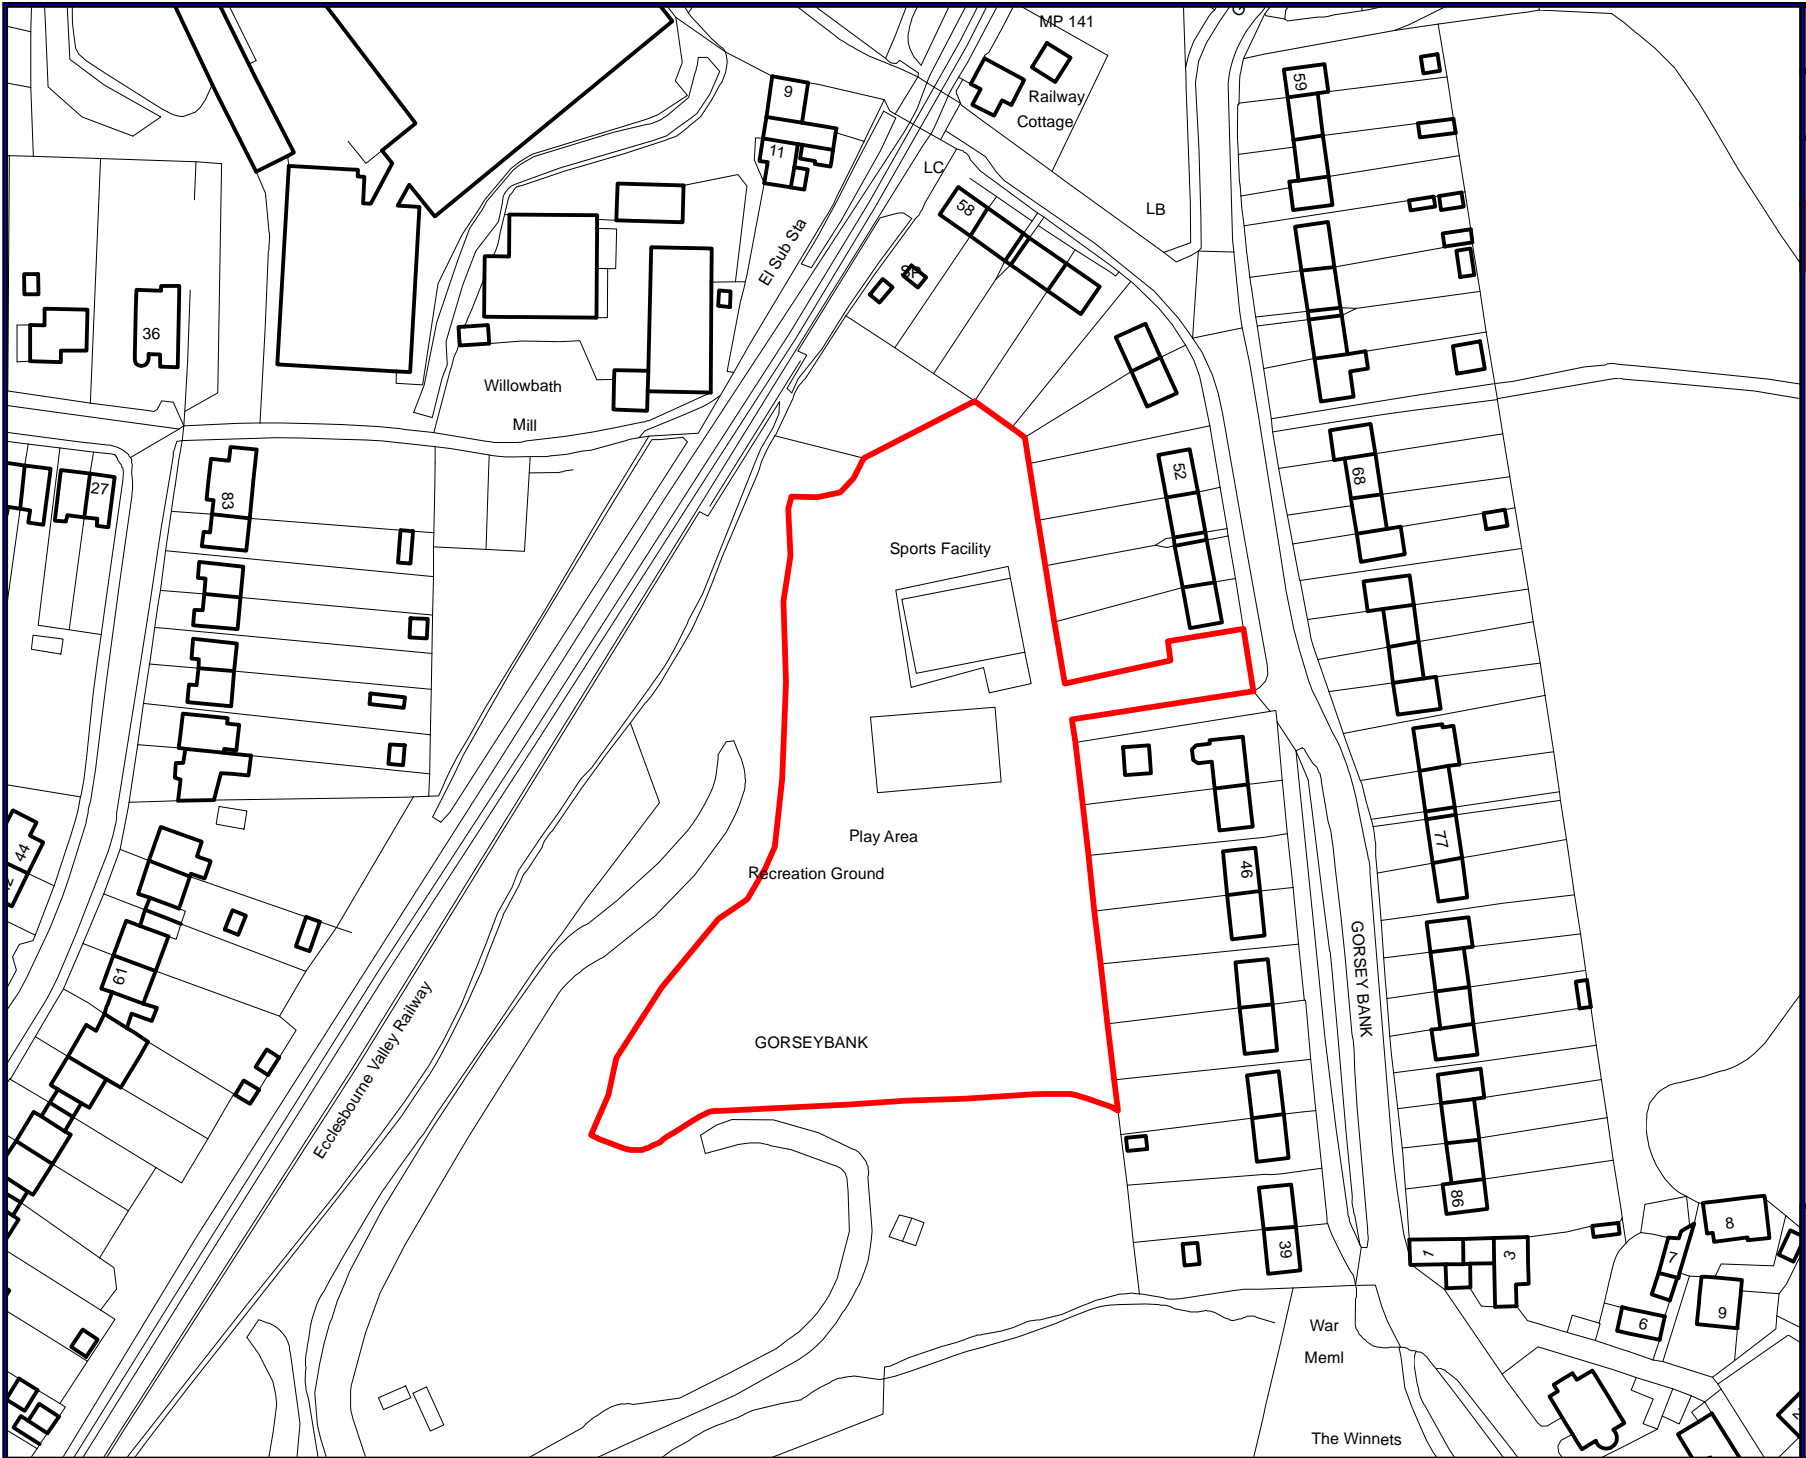 MP 141
9
Railway
Cottage
59
11
LC
58
LB
El Sub Sta
SP
36
Willowbath
Mill
27
83
52
68
Sports Facility
Play Area
Recreation Ground
77
44
46
61
GORSEY BANK
Ecclesbourne Valley Railway
GORSEYBANK
86
39
1
3
7
8
6
9
War
Meml
The Winnets